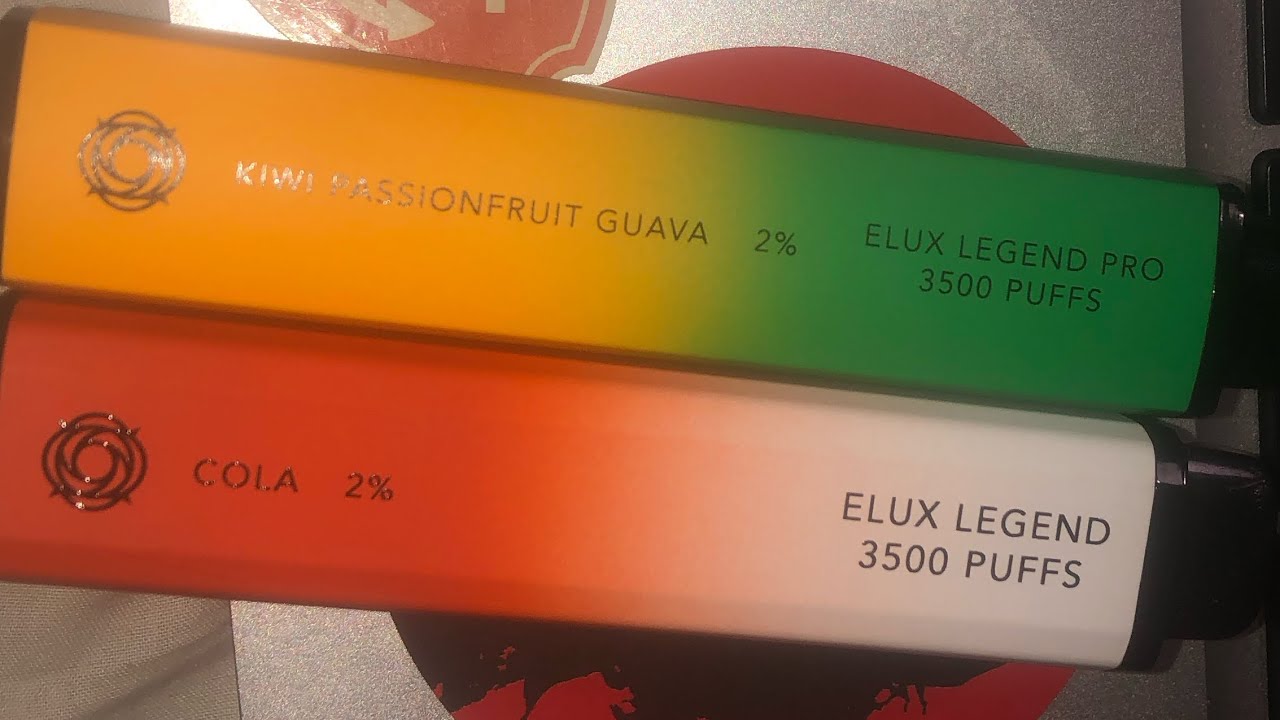 KIWI PASSIONFRUIT GUAVA 2%
ELUX LEGEND PRO
3500 PUFFS
COLA 2%
ELUX LEGEND
3500 PUFFS